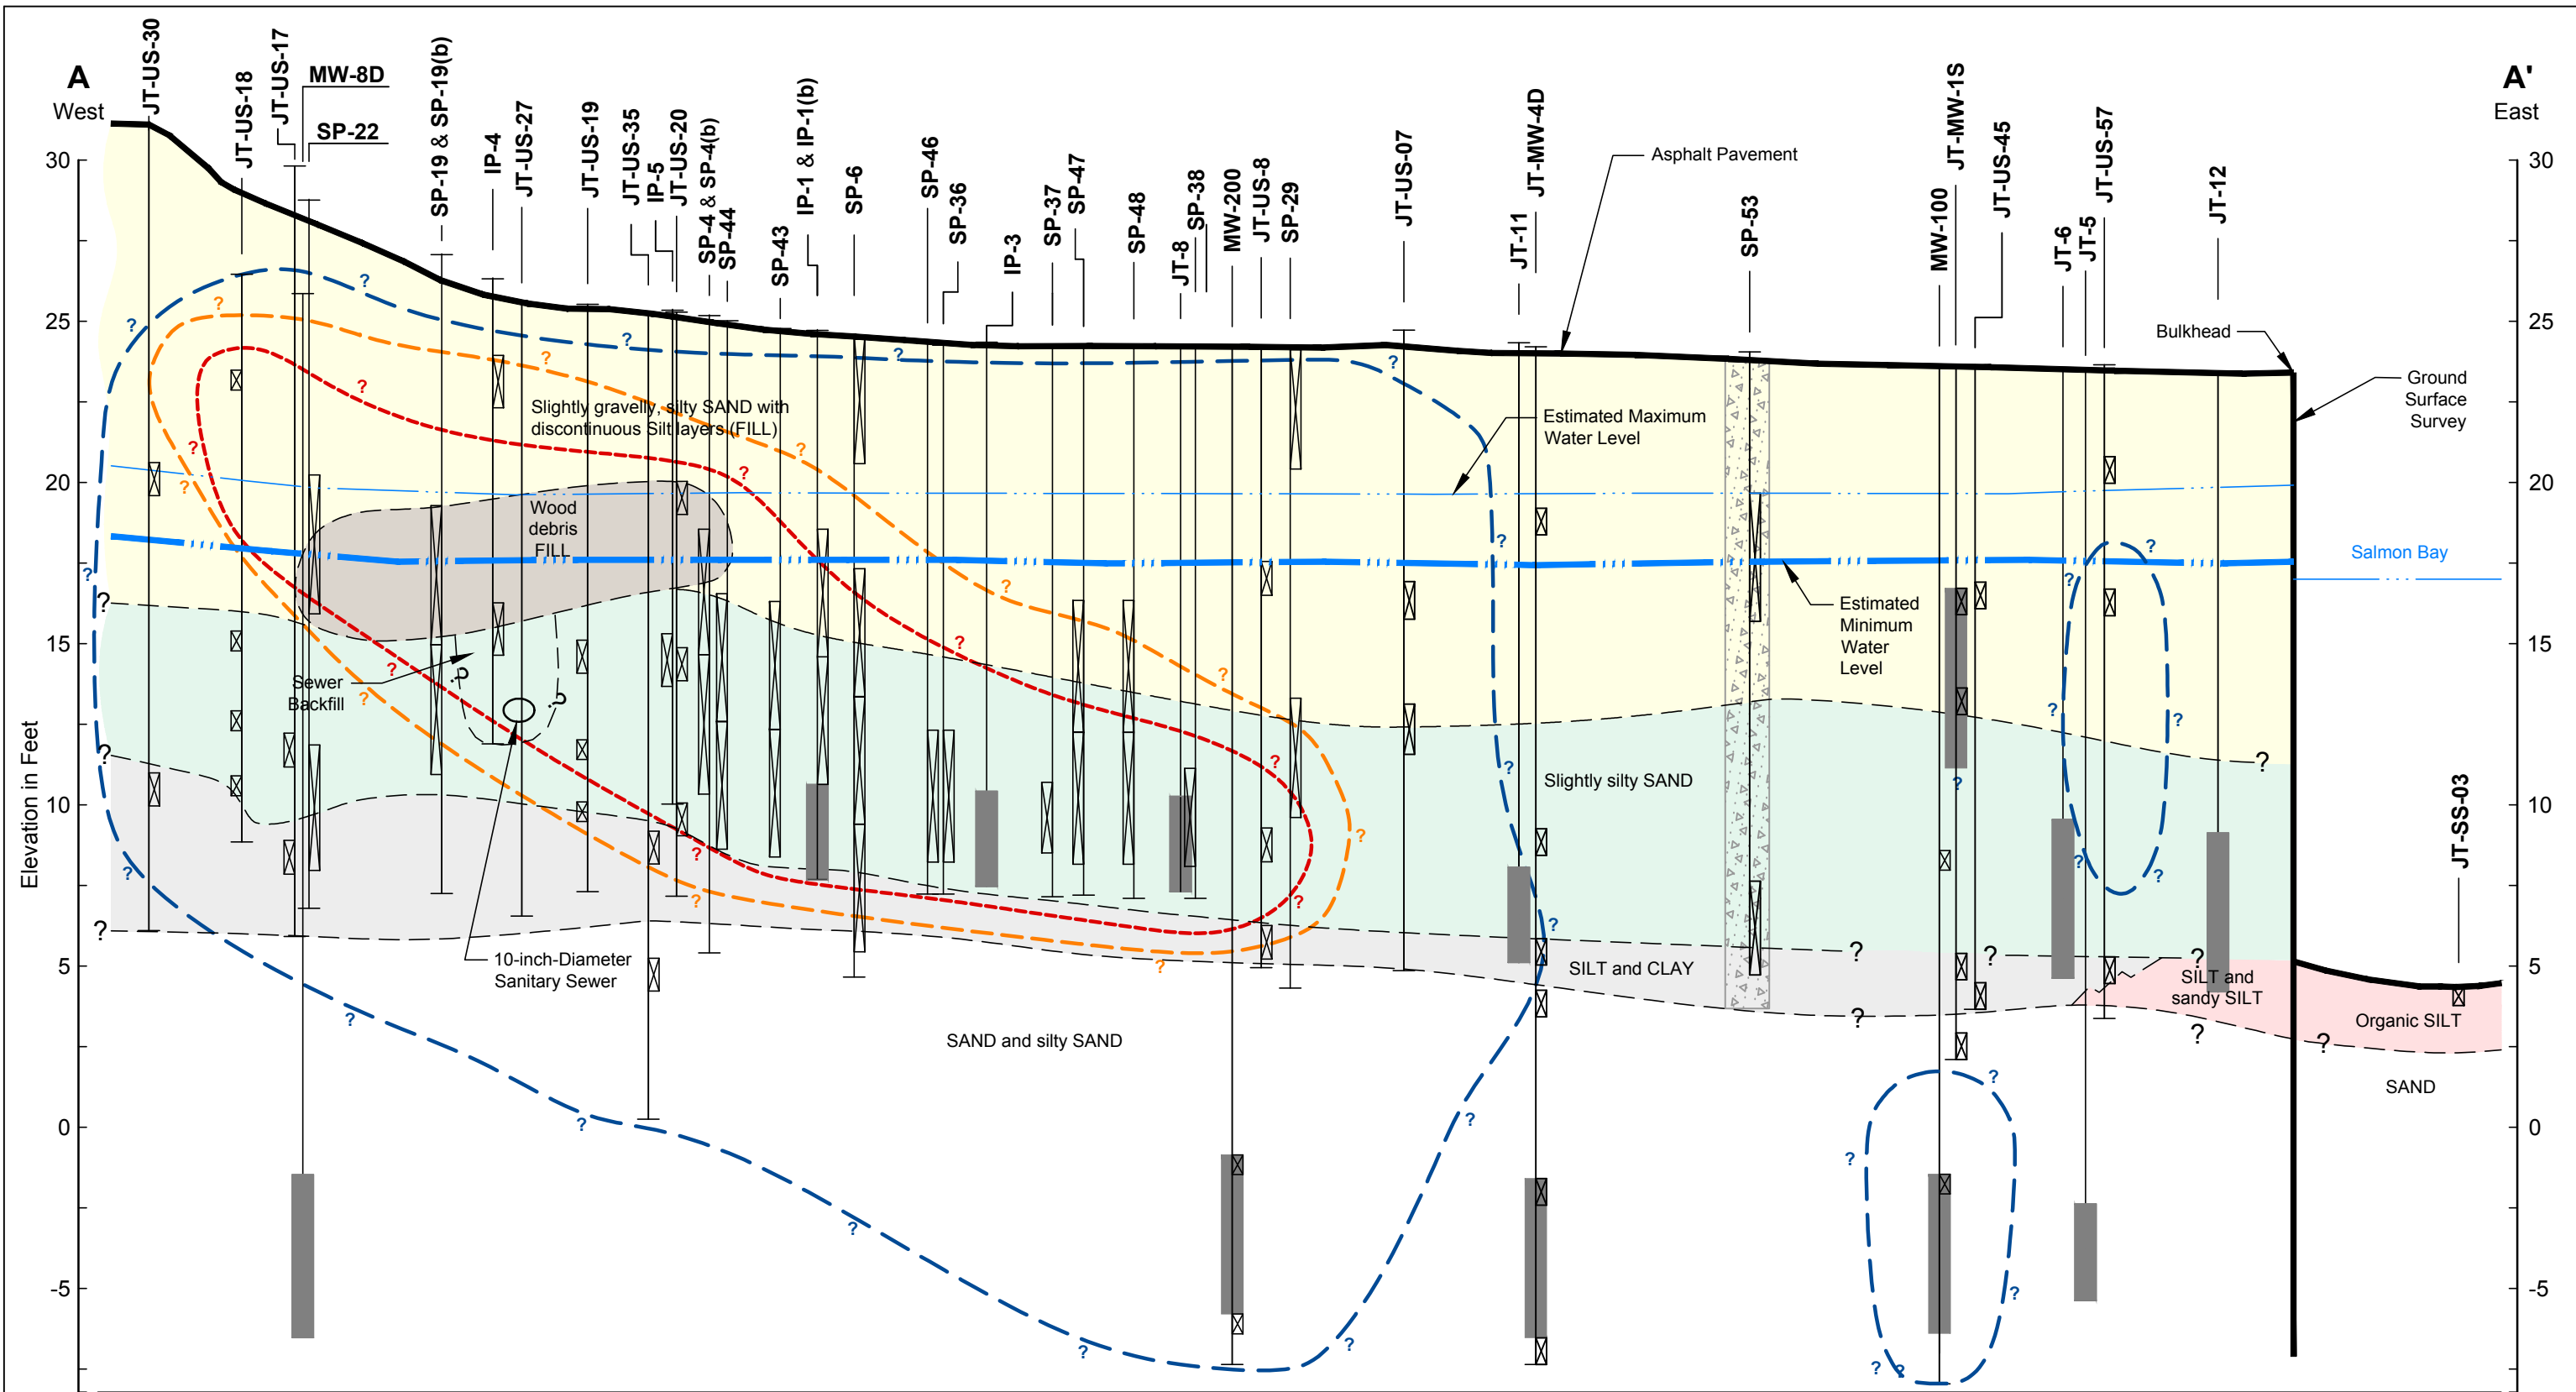 A
West
A'
East
JT-US-30
JT-US-18
JT-US-17
MW-8D
SP-22
SP-19 & SP-19(b)
IP-4
JT-US-27
JT-US-19
JT-US-35
IP-5
JT-US-20
SP-4 & SP-4(b)
SP-44
SP-43
IP-1 & IP-1(b)
SP-6
SP-46
SP-36
IP-3
SP-37
SP-47
SP-48
JT-8
SP-38
MW-200
JT-US-8
SP-29
JT-US-07
JT-11
JT-MW-4D
SP-53
MW-100
JT-MW-1S
JT-US-45
JT-6
JT-5
JT-US-57
JT-12
JT-SS-03
Asphalt Pavement
Bulkhead
Ground
Surface
Survey
Slightly gravelly, silty SAND with
discontinuous Silt layers (FILL)
Estimated Maximum
Water Level
Wood
debris
FILL
Salmon Bay
Estimated
Minimum
Water
Level
Sewer
Backfill
Slightly silty SAND
10-inch-Diameter
Sanitary Sewer
SILT and CLAY
SILT and
sandy SILT
Organic SILT
SAND and silty SAND
SAND
Elevation in Feet
30
25
20
15
10
5
0
-5
30
25
20
15
10
5
0
-5